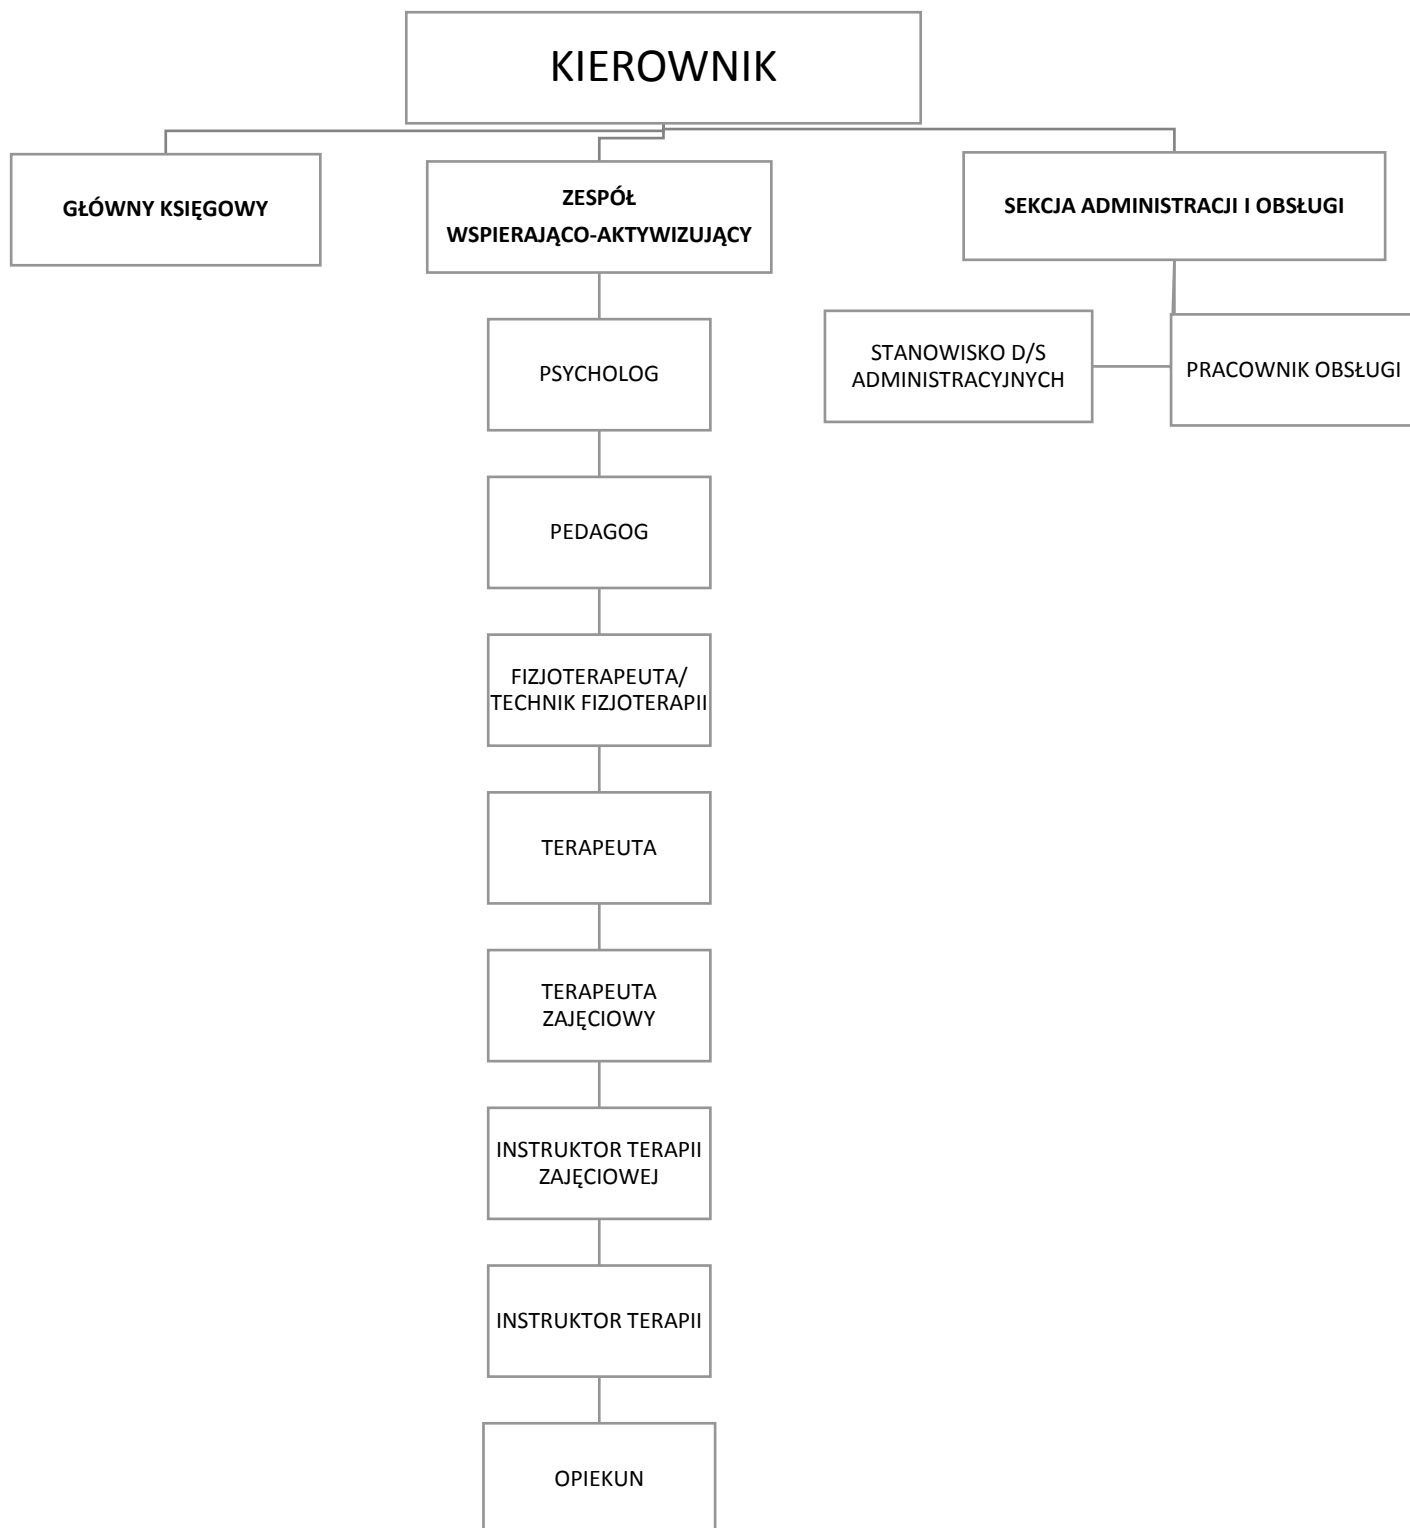 KIEROWNIK
GŁÓWNY KSIĘGOWY
ZESPÓŁ
WSPIERAJĄCO-AKTYWIZUJĄCY
SEKCJA ADMINISTRACJI I OBSŁUGI
STANOWISKO D/S
ADMINISTRACYJNYCH
PRACOWNIK OBSŁUGI
PSYCHOLOG
PEDAGOG
FIZJOTERAPEUTA/
TECHNIK FIZJOTERAPII
TERAPEUTA
TERAPEUTA
ZAJĘCIOWY
INSTRUKTOR TERAPII
ZAJĘCIOWEJ
INSTRUKTOR TERAPII
OPIEKUN